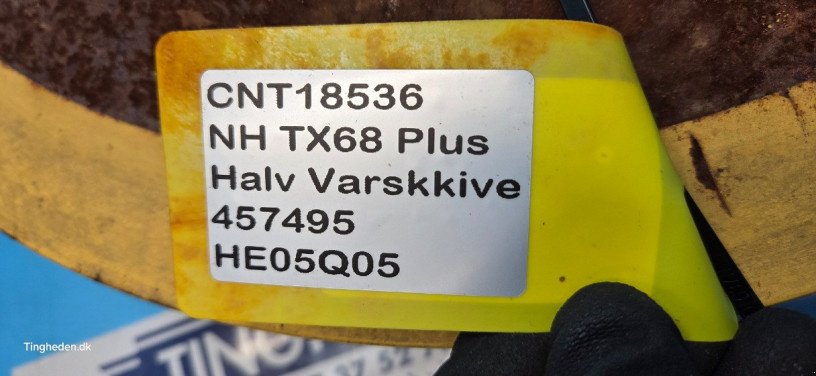 CNT18536
NH TX68 Plus
Halv Varskkive
457495
HE05Q05
Tingheden.dk